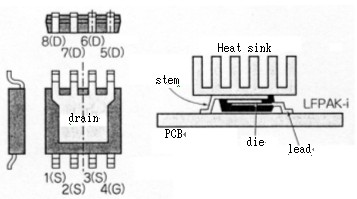 8(D) 6(D)
7(D) 5(D)
drain
1(S) 3(S)
2(S) 4(G)
Heat sink
stem
LFPAK-i
PCB
die
lead